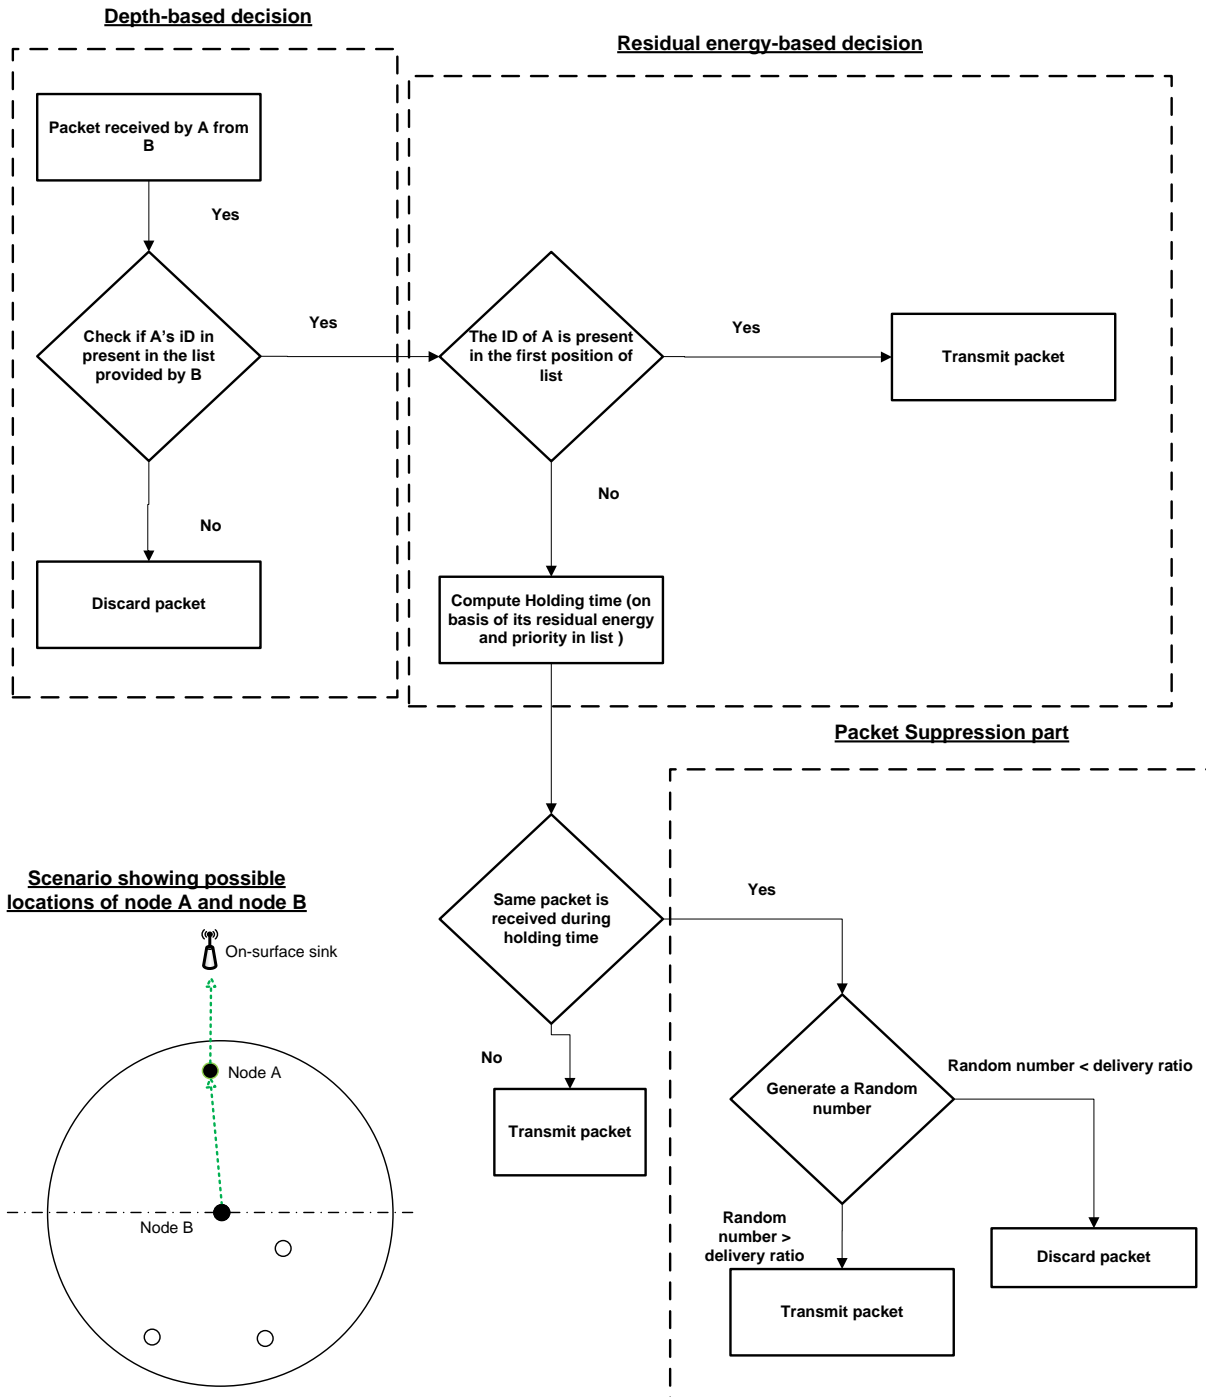 Depth-based decision
Residual energy-based decision
Packet received by A from
B
Yes
Check if A's iD in
present in the list
provided by B
Yes
The ID of A is present
in the first position of
list
Yes
Transmit packet
No
Discard packet
No
Compute Holding time (on
basis of its residual energy
and priority in list )
Packet Suppression part
Same packet is
received during
holding time
Yes
No
Transmit packet
Generate a Random
number
Random number < delivery ratio
Random
number >
delivery ratio
Transmit packet
Discard packet
Scenario showing possible
locations of node A and node B
On-surface sink
Node A
Node B